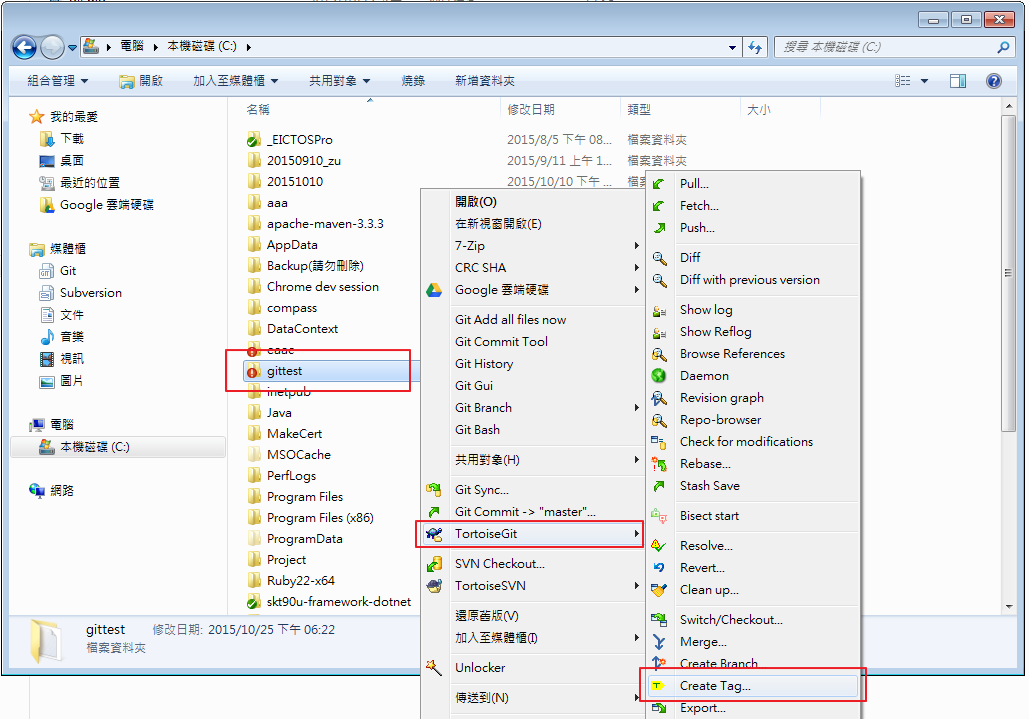 電腦 本機磁碟 (C:)
搜尋 本機磁碟 (C:)
組合管理 開啟 加入至媒體櫃 共用對象 燒錄 新增資料夾
名稱 修改日期 類型 大小
我的最愛
下載
桌面
最近的位置
Google 雲端硬碟
媒體櫃
Git
Subversion
文件
音樂
視訊
圖片
電腦
本機磁碟 (C:)
網路
_EICTOSPro 2015/8/5 下午 08... 檔案資料夾
20150910_zu 2015/9/11 上午 1... 檔案資料夾
20151010 2015/10/10 下午 ...
aaa
apache-maven-3.3.3
AppData
Backup(請勿刪除)
Chrome dev session
compass
DataContext
eaac
gittest
inetpub
Java
MakeCert
MSOCache
PerfLogs
Program Files
Program Files (x86)
ProgramData
Project
Ruby22-x64
skt90u-framework-dotnet
開啟(O)
在新視窗開啟(E)
7-Zip
CRC SHA
Google 雲端硬碟
Git Add all files now
Git Commit Tool
Git History
Git Gui
Git Branch
Git Bash
共用對象(H)
Git Sync...
Git Commit -> "master"...
TortoiseGit
SVN Checkout...
TortoiseSVN
還原舊版(V)
加入至媒體櫃(I)
Unlocker
傳送到(N)
Pull...
Fetch...
Push...
Diff
Diff with previous version
Show log
Show Reflog
Browse References
Daemon
Revision graph
Repo-browser
Check for modifications
Rebase...
Stash Save
Bisect start
Resolve...
Revert...
Clean up...
Switch/Checkout...
Merge...
Create Branch
Create Tag...
Export...
gittest 修改日期: 2015/10/25 下午 06:22
檔案資料夾